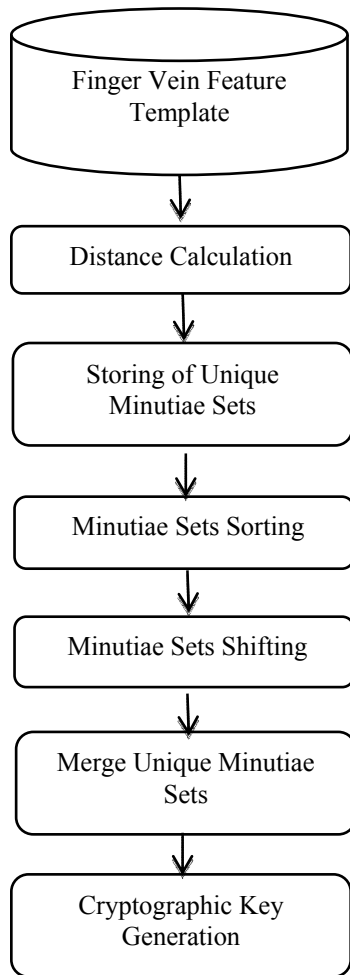 Finger Vein Feature
Template
Distance Calculation
Storing of Unique
Minutiae Sets
Minutiae Sets Sorting
Minutiae Sets Shifting
Merge Unique Minutiae
Sets
Cryptographic Key
Generation